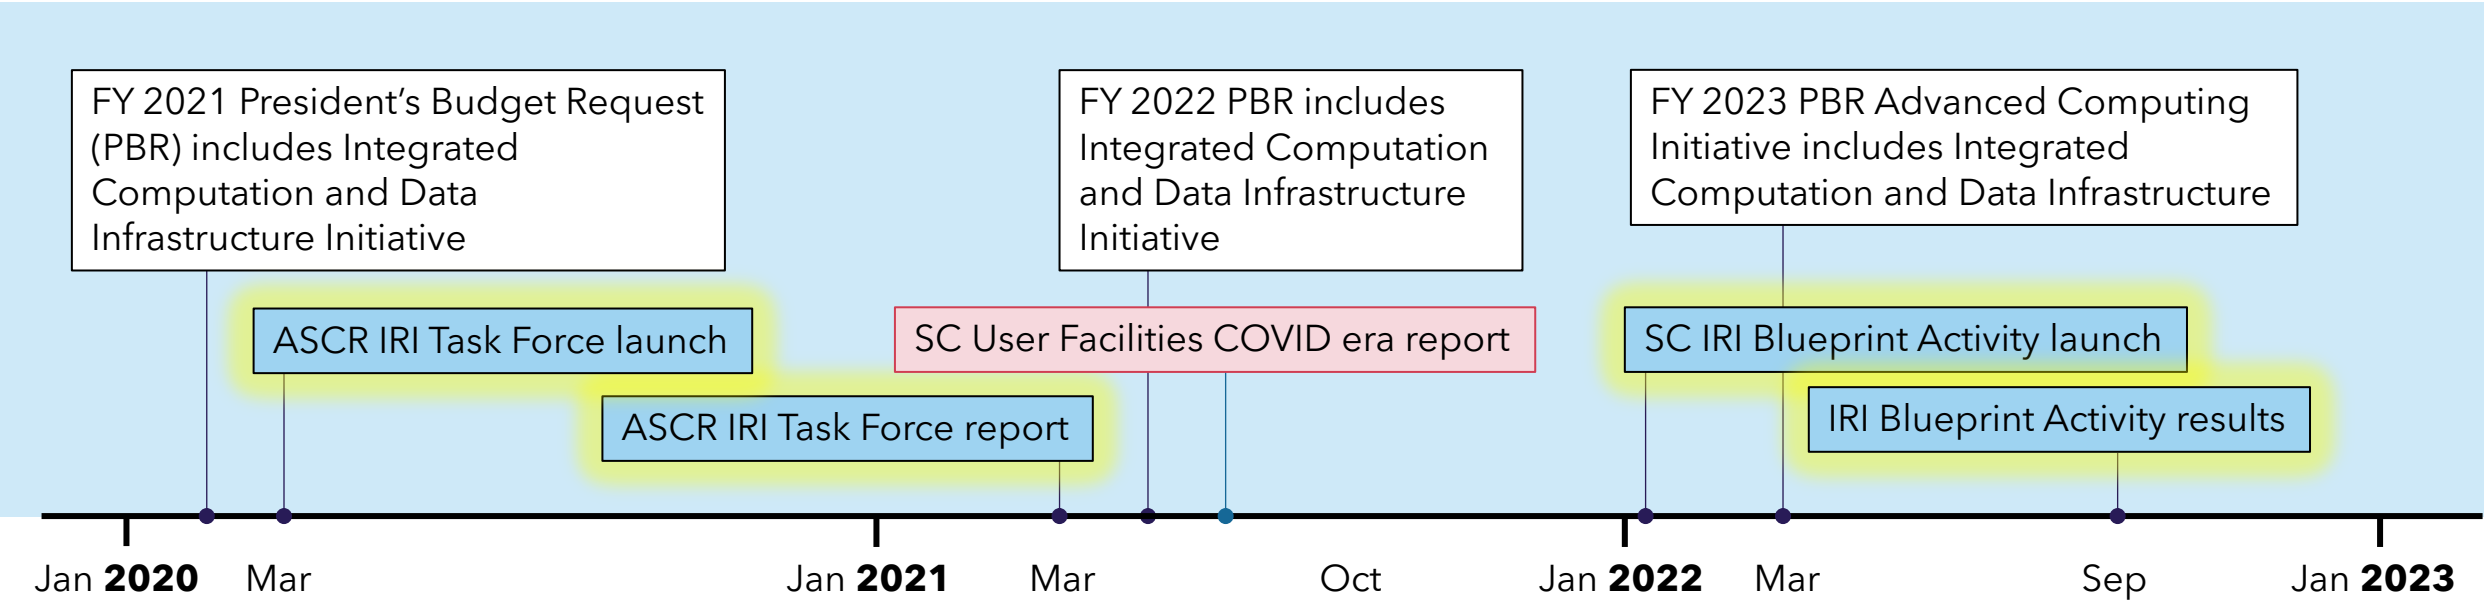 FY 2021 President’s Budget Request
(PBR) includes Integrated
Computation and Data
Infrastructure Initiative
FY 2022 PBR includes
Integrated Computation
and Data Infrastructure
Initiative
FY 2023 PBR Advanced Computing
Initiative includes Integrated
Computation and Data Infrastructure
ASCR IRI Task Force launch
SC User Facilities COVID era report
SC IRI Blueprint Activity launch
ASCR IRI Task Force report
IRI Blueprint Activity results
Jan 2020 Mar Jan 2021 Mar Oct Jan 2022 Mar Sep Jan 2023